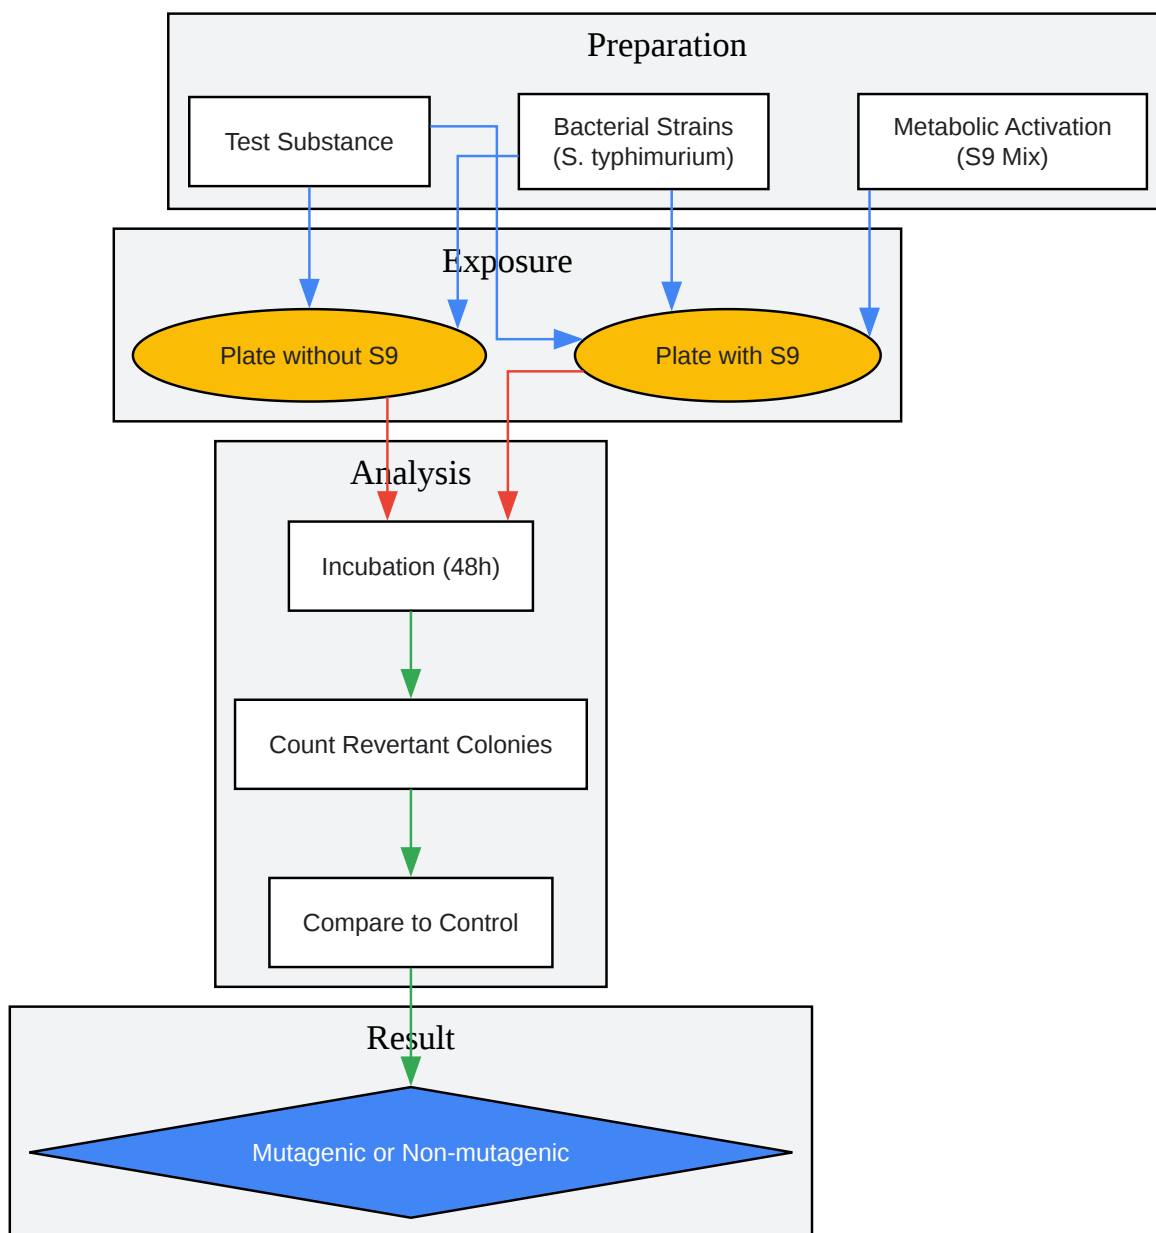 Preparation
Test Substance
Bacterial Strains
(S. typhimurium)
Metabolic Activation
(S9 Mix)
Exposure
Plate without S9
Plate with S9
Analysis
Incubation (48h)
Count Revertant Colonies
Compare to Control
Result
Mutagenic or Non-mutagenic